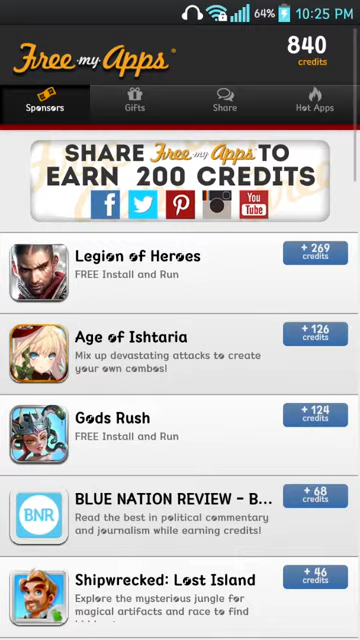 64% 10:25 PM
Free my Apps
840
credits
Sponsors Gifts Share Hot Apps
SHARE Free my Apps TO
EARN 200 CREDITS
You
Tube
Legion of Heroes
FREE Install and Run
+ 269
credits
Age of Ishtaria
Mix up devastating attacks to create
your own combos!
+ 126
credits
Gods Rush
FREE Install and Run
+ 124
credits
BNR
BLUE NATION REVIEW - B...
Read the best in political commentary
and journalism while earning credits!
+ 68
credits
Shipwrecked: Lost Island
Explore the mysterious jungle for
magical artifacts and race to find
+ 46
credits